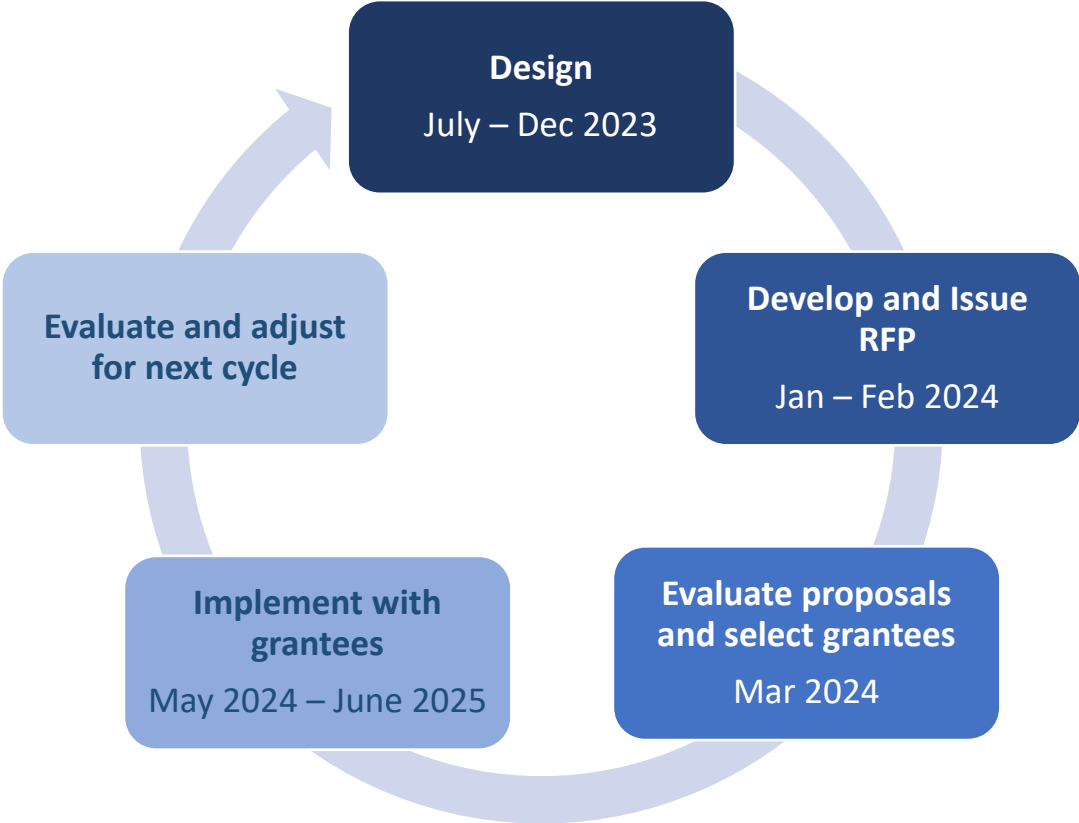 Design
July – Dec 2023
Develop and Issue
RFP
Jan – Feb 2024
Evaluate proposals
and select grantees
Mar 2024
Implement with
grantees
May 2024 – June 2025
Evaluate and adjust
for next cycle